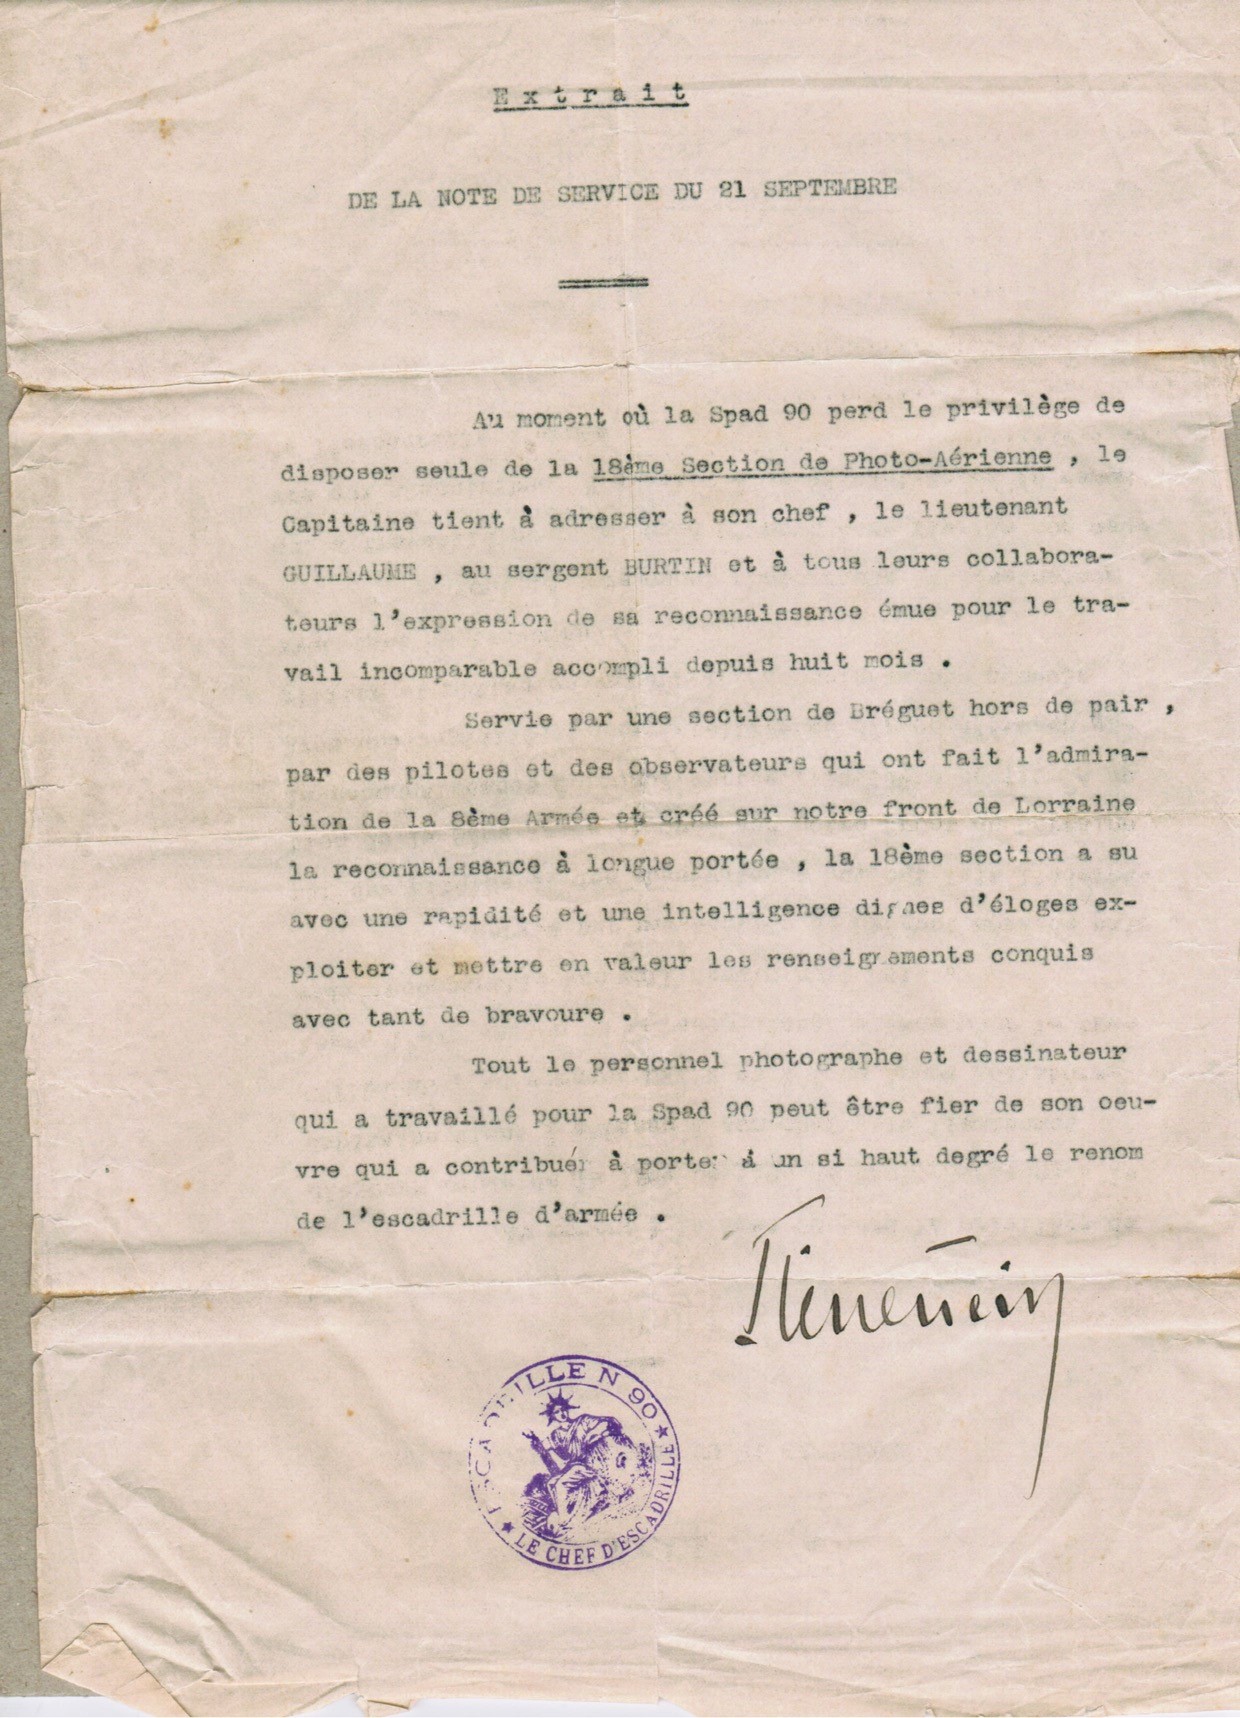 Extrait
DE LA NOTE DE SERVICE DU 21 SEPTEMBRE
Au moment où la Spad 90 perd le privilège de
disposer seule de la 18ème Section de Photo-Aérienne , le
Capitaine tient à adresser à son chef , le lieutenant
GUILLAUME , au sergent BURTIN et à tous leurs collabora-
teurs l'expression de sa reconnaissance émue pour le tra-
vail incomparable accompli depuis huit mois .
Servie par une section de Bréguet hors de pair ,
par des pilotes et des observateurs qui ont fait l'admira-
tion de la 8ème Armée et créé sur notre front de Lorraine
la reconnaissance à longue portée , la 18ème section a su
avec une rapidité et une intelligence dignes d'éloges ex-
ploiter et mettre en valeur les renseignements conquis
avec tant de bravoure .
Tout le personnel photographe et dessinateur
qui a travaillé pour la Spad 90 peut être fier de son oeu-
vre qui a contribué à porter à un si haut degré le renom
de l'escadrille d'armée .
ESCADRILLE N 90
LE CHEF D'ESCADRILLE